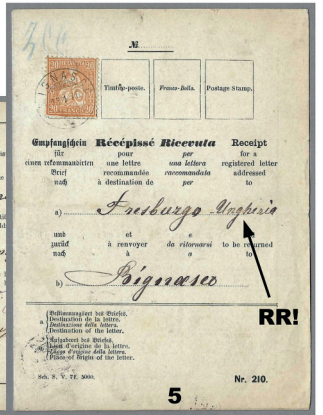 №
Timbre-poste. Franco-Bollo. Postage Stamp.
Empfangschein Récépissé Ricevuta Receipt
für pour per for a
einen rekommandirten une lettre una lettera registered letter
Brief recommandée raccomandata addressed
nach à destination de per to
a) Presburgo Ungheria
und et e
zurück à renvoyer da ritornarsi to be returned
nach à a to
RR!
b) Bignasco
a Bestimmungsort des Briefes.
Destination de la lettre.
Destinazione della lettera.
Destination of the letter.
Aufgabsort des Briefes.
Lieu d'origine de la lettre.
Luogo d'origine della lettera.
Place of origin of the letter.
Sch. S. V. 77. 5000. Nr. 210.
5